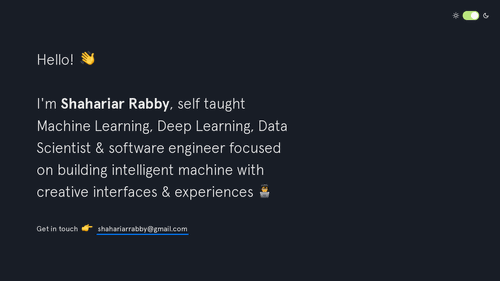 Hello! 👋
I'm Shahariar Rabby, self taught
Machine Learning, Deep Learning, Data
Scientist & software engineer focused
on building intelligent machine with
creative interfaces & experiences 👨‍💻
Get in touch 👉 shahariarrabby@gmail.com